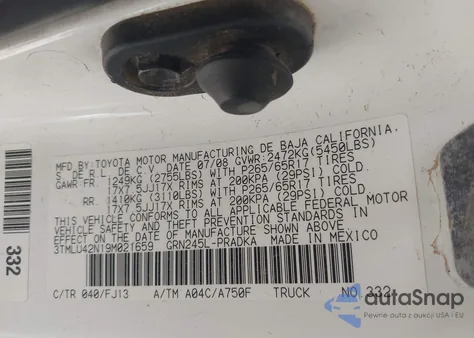 MFD.BY:TOYOTA MOTOR MANUFACTURING DE BAJA CALIFORNIA.
S DE R.L. DE C.V. DATE 07/08 GVWR:2472KG(5450LBS)
GAWR:FR. 1249KG (2755LBS) WITH P265/65R17 TIRES
17X7.5JJ17X RIMS AT 200KPA (29PSI) COLD.
RR. 1410KG (3110LBS) WITH P265/65R17 TIRES
17X7.5JJ17X RIMS AT 200KPA (29PSI) COLD.
THIS VEHICLE CONFORMS TO ALL APPLICABLE FEDERAL MOTOR
VEHICLE SAFETY AND THEFT PREVENTION STANDARDS IN
EFFECT ON THE DATE OF MANUFACTURE SHOWN ABOVE.
3TMLU42N19M021659 GRN245L-PRADKA MADE IN MEXICO
C/TR 040/FJ13 A/TM A04C/A750F TRUCK NO.332
332
autoSnap
Pewne auta z USA i EU